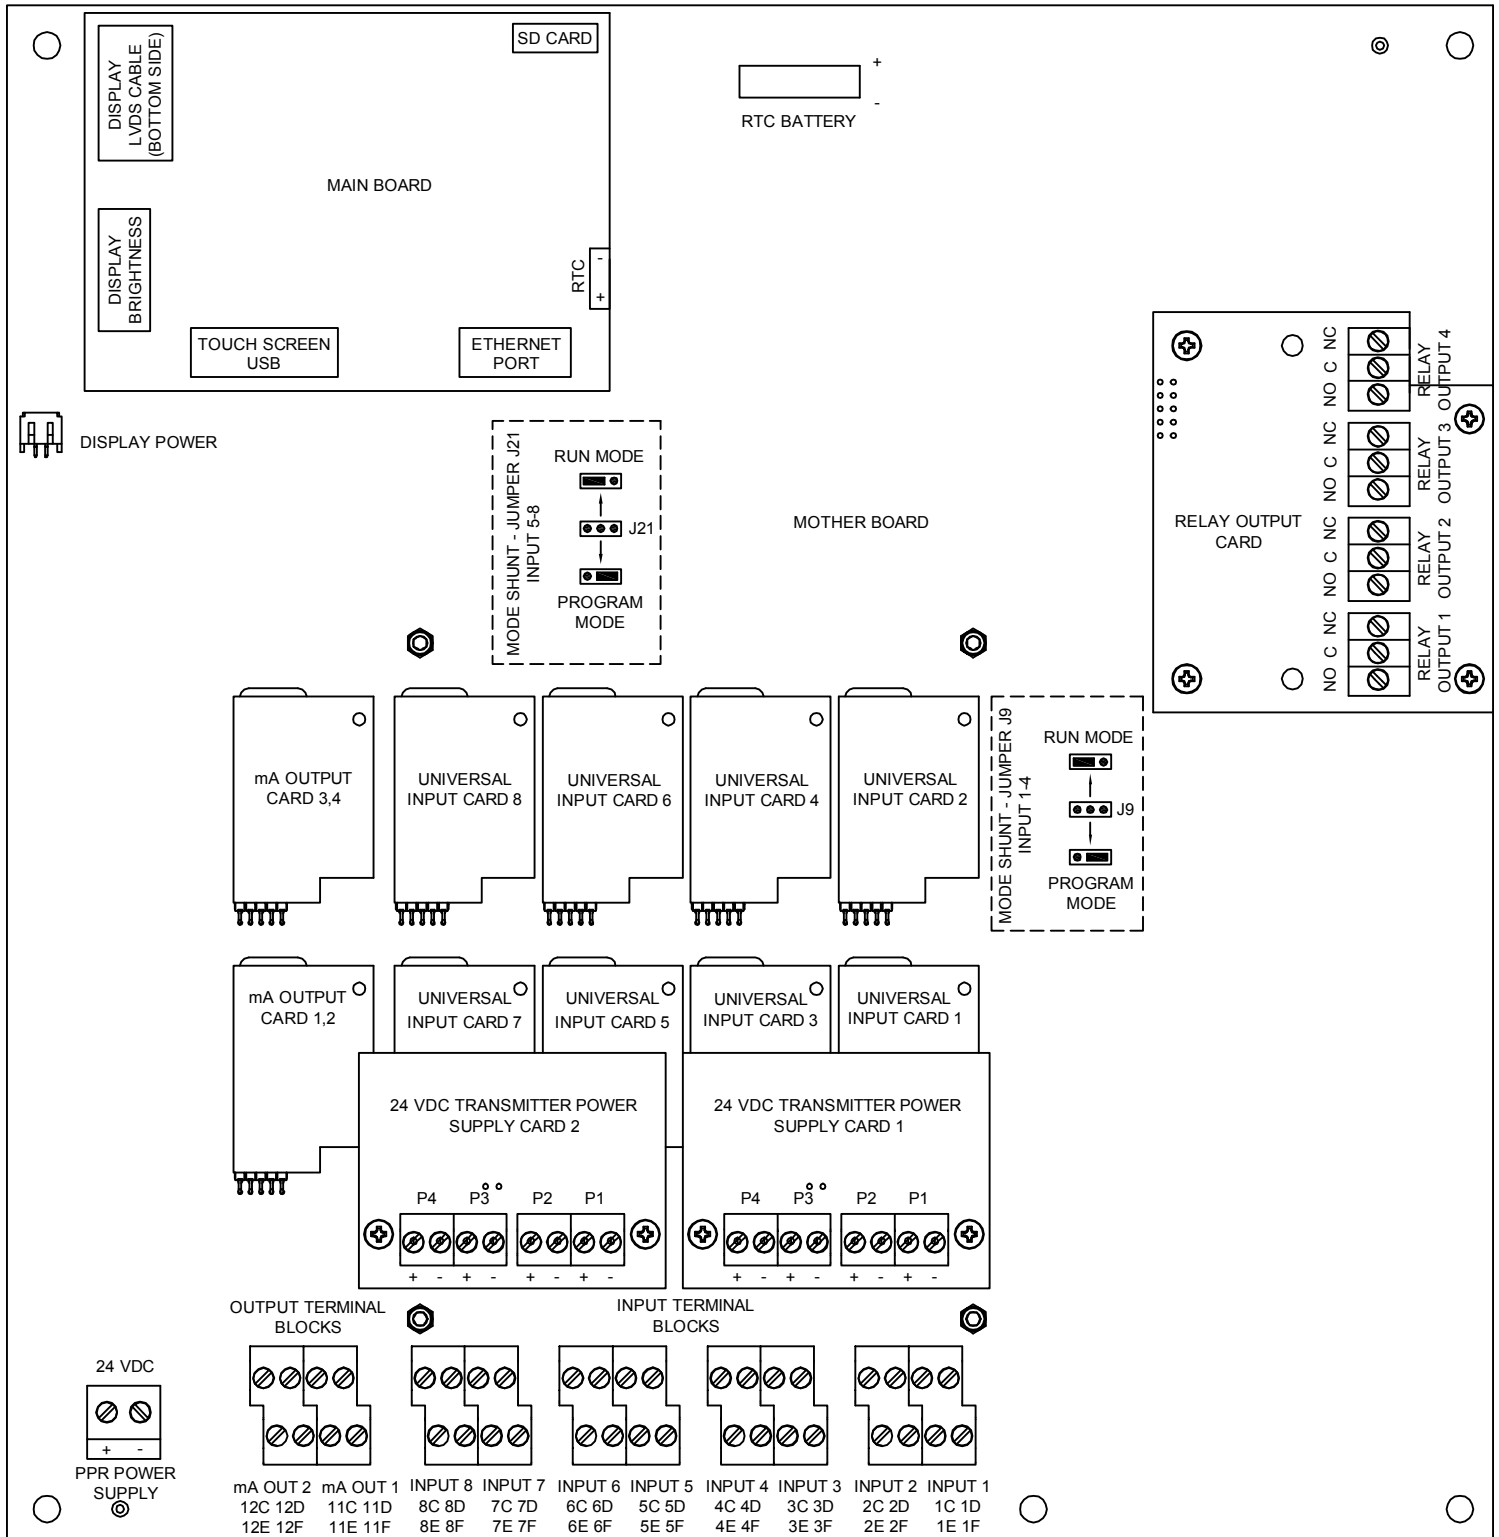 SD CARD
DISPLAY
LVDS CABLE
(BOTTOM SIDE)
+
-
RTC BATTERY
MAIN BOARD
DISPLAY
BRIGHTNESS
RTC
-
+
TOUCH SCREEN
USB
ETHERNET
PORT
DISPLAY POWER
MODE SHUNT - JUMPER J21
INPUT 5-8
RUN MODE
J21
PROGRAM
MODE
MOTHER BOARD
RELAY OUTPUT
CARD
NO C NC
RELAY
OUTPUT 4
NO C NC
RELAY
OUTPUT 3
NO C NC
RELAY
OUTPUT 2
NO C NC
RELAY
OUTPUT 1
mA OUTPUT
CARD 3,4
UNIVERSAL
INPUT CARD 8
UNIVERSAL
INPUT CARD 6
UNIVERSAL
INPUT CARD 4
UNIVERSAL
INPUT CARD 2
MODE SHUNT - JUMPER J9
INPUT 1-4
RUN MODE
J9
PROGRAM
MODE
mA OUTPUT
CARD 1,2
UNIVERSAL
INPUT CARD 7
UNIVERSAL
INPUT CARD 5
UNIVERSAL
INPUT CARD 3
UNIVERSAL
INPUT CARD 1
24 VDC TRANSMITTER POWER
SUPPLY CARD 2
P4 P3 P2 P1
+ - + - + - + -
24 VDC TRANSMITTER POWER
SUPPLY CARD 1
P4 P3 P2 P1
+ - + - + - + -
OUTPUT TERMINAL
BLOCKS
INPUT TERMINAL
BLOCKS
24 VDC
+ -
PPR POWER
SUPPLY
mA OUT 2
12C 12D
12E 12F
mA OUT 1
11C 11D
11E 11F
INPUT 8
8C 8D
8E 8F
INPUT 7
7C 7D
7E 7F
INPUT 6
6C 6D
6E 6F
INPUT 5
5C 5D
5E 5F
INPUT 4
4C 4D
4E 4F
INPUT 3
3C 3D
3E 3F
INPUT 2
2C 2D
2E 2F
INPUT 1
1C 1D
1E 1F